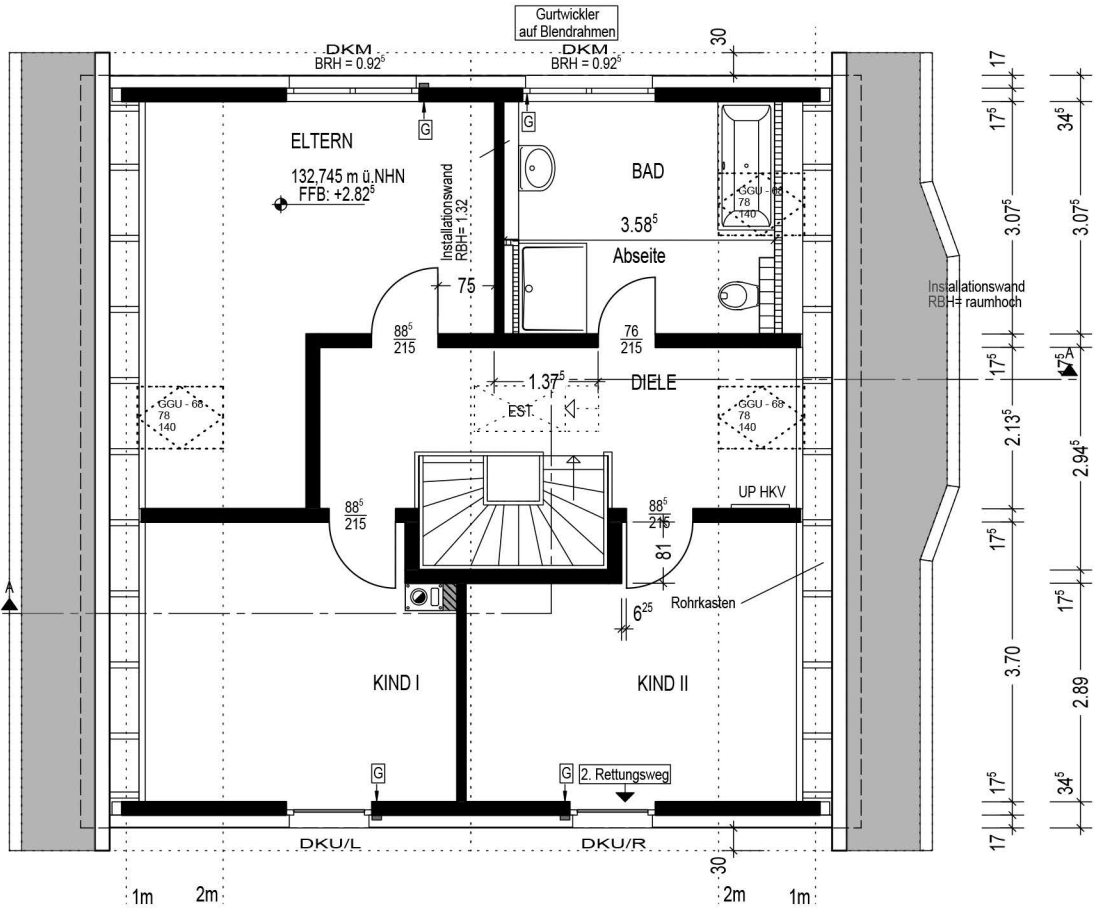 Gurtwickler
auf Blendrahmen
DKM
BRH = 0.92⁵
DKM
BRH = 0.92⁵
30
17
G
G
17⁵
34⁵
ELTERN
132,745 m ü.NHN
FFB: +2.82⁵
Installationswand
RBH= 1.32
BAD
GGU - 68
78
140
3.58⁵
3.07⁵
3.07⁵
Abseite
75
Installationswand
RBH= raumhoch
88⁵
215
76
215
17⁵
17⁵
A
1.37⁵
DIELE
EST
GGU - 68
78
140
GGU - 68
78
140
2.13⁵
2.94⁵
UP HKV
88⁵
215
88⁵
215
17⁵
81
A
6²⁵
Rohrkasten
17⁵
KIND I
KIND II
3.70
2.89
G
G
2. Rettungsweg
17⁵
34⁵
DKU/L
DKU/R
17
30
1m
2m
2m
1m